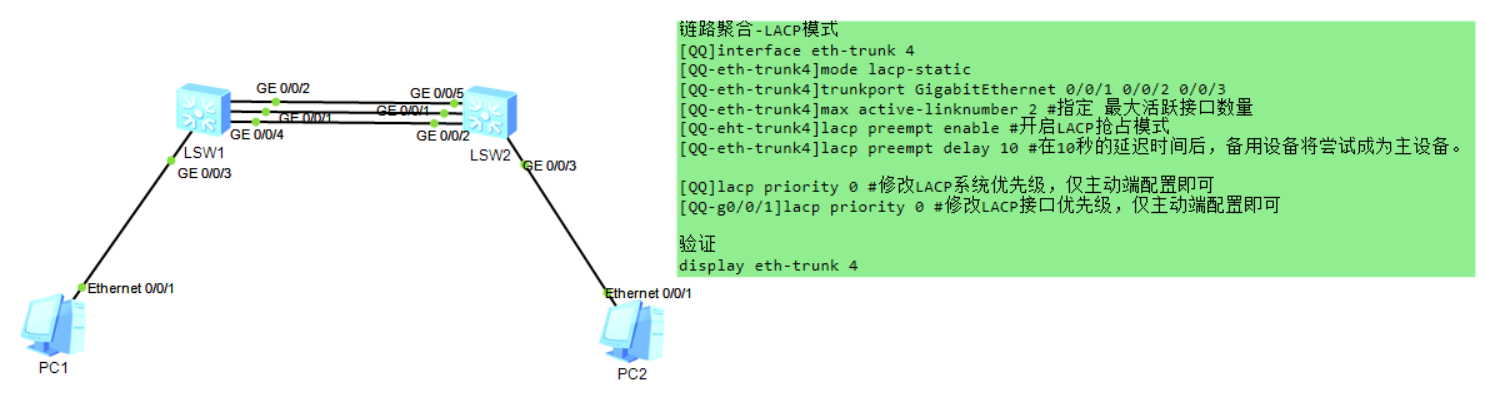 链路聚合-LACP模式
[QQ]interface eth-trunk 4
[QQ-eth-trunk4]mode lacp-static
[QQ-eth-trunk4]trunkport GigabitEthernet 0/0/1 0/0/2 0/0/3
[QQ-eth-trunk4]max active-linknumber 2 #指定 最大活跃接口数量
[QQ-eht-trunk4]lacp preempt enable #开启LACP抢占模式
[QQ-eth-trunk4]lacp preempt delay 10 #在10秒的延迟时间后，备用设备将尝试成为主设备。
[QQ]lacp priority 0 #修改LACP系统优先级，仅主动端配置即可
[QQ-g0/0/1]lacp priority 0 #修改LACP接口优先级，仅主动端配置即可
验证
display eth-trunk 4
GE 0/0/2
GE 0/0/5
GE 0/0/1
GE 0/0/1
GE 0/0/4
GE 0/0/2
LSW1
LSW2
GE 0/0/3
GE 0/0/3
Ethernet 0/0/1
Ethernet 0/0/1
PC1
PC2